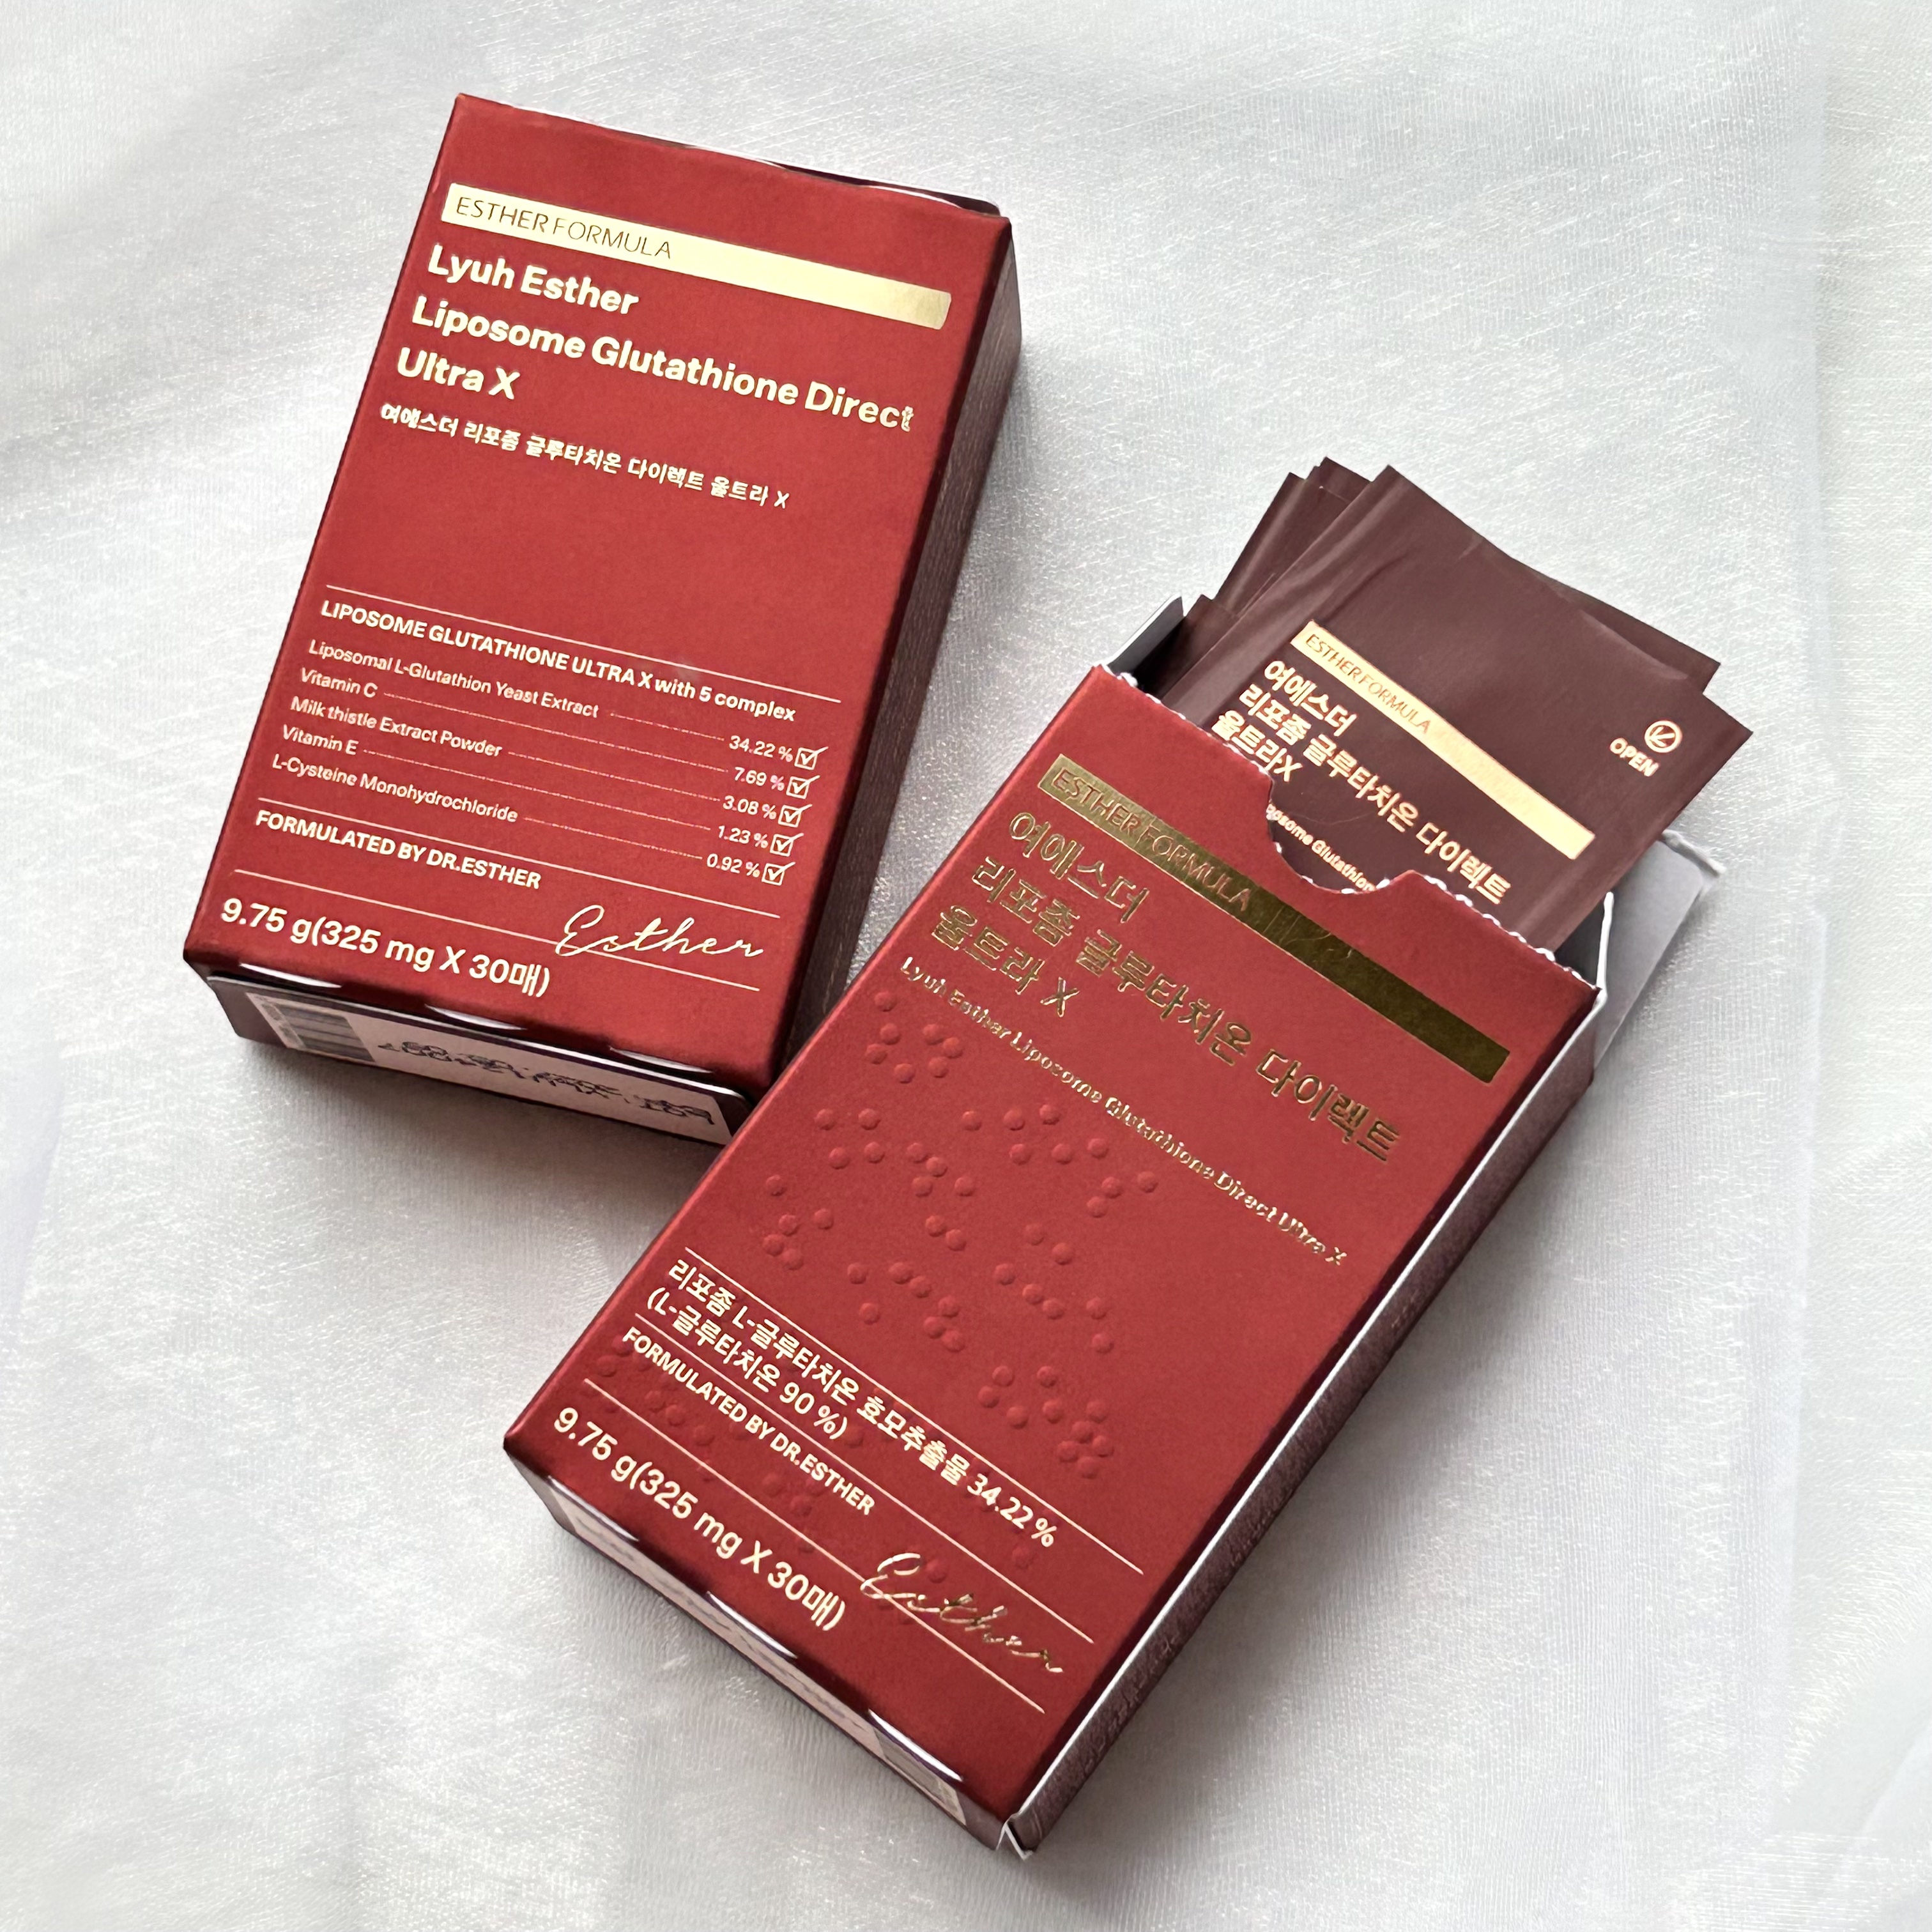 ESTHER FORMULA
Lyuh Esther
Liposome Glutathione Direct
Ultra X
여에스더 리포좀 글루타치온 다이렉트 울트라 X
LIPOSOME GLUTATHIONE ULTRA X with 5 complex
Liposomal L-Glutathion Yeast Extract 34.22 %
Vitamin C 7.69 %
Milk thistle Extract Powder 3.08 %
Vitamin E 1.23 %
L-Cysteine Monohydrochloride 0.92 %
FORMULATED BY DR.ESTHER
Esther
9.75 g(325 mg X 30매)
ESTHER FORMULA
여에스더
리포좀 글루타치온 다이렉트
울트라X
OPEN
ESTHER FORMULA
여에스더
리포좀 글루타치온 다이렉트
울트라 X
Lyuh Esther Liposome Glutathione Direct Ultra X
리포좀 L-글루타치온 효모추출물 34.22 %
(L-글루타치온 90 %)
FORMULATED BY DR.ESTHER
Esther
9.75 g(325 mg X 30매)